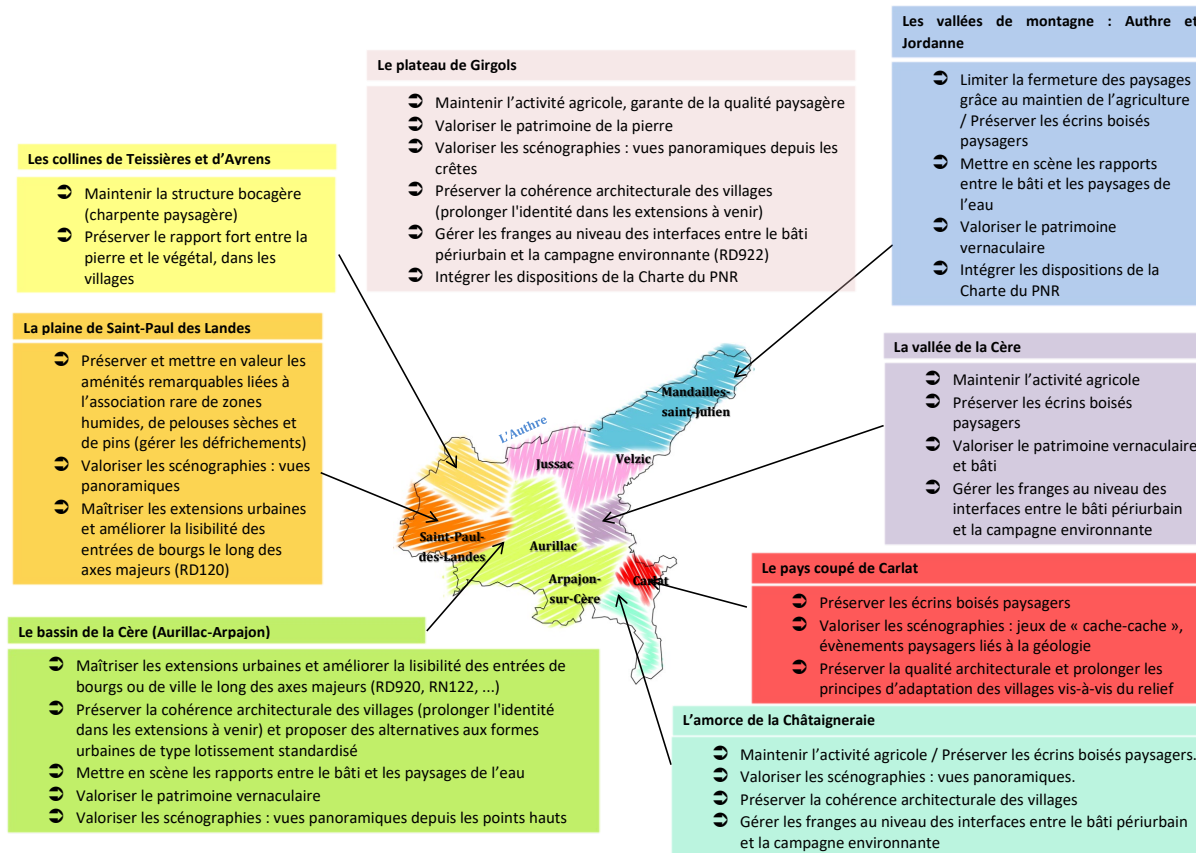 Les vallées de montagne : Authre et
Jordanne
➲ Limiter la fermeture des paysages
grâce au maintien de l'agriculture
/ Préserver les écrins boisés
paysagers
➲ Mettre en scène les rapports
entre le bâti et les paysages de
l'eau
➲ Valoriser le patrimoine
vernaculaire
➲ Intégrer les dispositions de la
Charte du PNR
Le plateau de Girgols
➲ Maintenir l'activité agricole, garante de la qualité paysagère
➲ Valoriser le patrimoine de la pierre
➲ Valoriser les scénographies : vues panoramiques depuis les
crêtes
➲ Préserver la cohérence architecturale des villages
(prolonger l'identité dans les extensions à venir)
➲ Gérer les franges au niveau des interfaces entre le bâti
périurbain et la campagne environnante (RD922)
➲ Intégrer les dispositions de la Charte du PNR
Les collines de Teissières et d'Ayrens
➲ Maintenir la structure bocagère
(charpente paysagère)
➲ Préserver le rapport fort entre la
pierre et le végétal, dans les
villages
La plaine de Saint-Paul des Landes
➲ Préserver et mettre en valeur les
aménités remarquables liées à
l'association rare de zones
humides, de pelouses sèches et
de pins (gérer les défrichements)
➲ Valoriser les scénographies : vues
panoramiques
➲ Maîtriser les extensions urbaines
et améliorer la lisibilité des
entrées de bourgs le long des
axes majeurs (RD120)
La vallée de la Cère
➲ Maintenir l'activité agricole
➲ Préserver les écrins boisés
paysagers
➲ Valoriser le patrimoine vernaculaire
et bâti
➲ Gérer les franges au niveau des
interfaces entre le bâti périurbain
et la campagne environnante
Mandailles-
saint-Julien
L'Authre
Jussac
Velzic
Saint-Paul-
des-Landes
Aurillac
Arpajon-
sur-Cère
Carlat
Le pays coupé de Carlat
➲ Préserver les écrins boisés paysagers
➲ Valoriser les scénographies : jeux de « cache-cache »,
évènements paysagers liés à la géologie
➲ Préserver la qualité architecturale et prolonger les
principes d'adaptation des villages vis-à-vis du relief
Le bassin de la Cère (Aurillac-Arpajon)
➲ Maîtriser les extensions urbaines et améliorer la lisibilité des entrées de
bourgs ou de ville le long des axes majeurs (RD920, RN122, ...)
➲ Préserver la cohérence architecturale des villages (prolonger l'identité
dans les extensions à venir) et proposer des alternatives aux formes
urbaines de type lotissement standardisé
➲ Mettre en scène les rapports entre le bâti et les paysages de l'eau
➲ Valoriser le patrimoine vernaculaire
➲ Valoriser les scénographies : vues panoramiques depuis les points hauts
L'amorce de la Châtaigneraie
➲ Maintenir l'activité agricole / Préserver les écrins boisés paysagers.
➲ Valoriser les scénographies : vues panoramiques.
➲ Préserver la cohérence architecturale des villages
➲ Gérer les franges au niveau des interfaces entre le bâti périurbain
et la campagne environnante